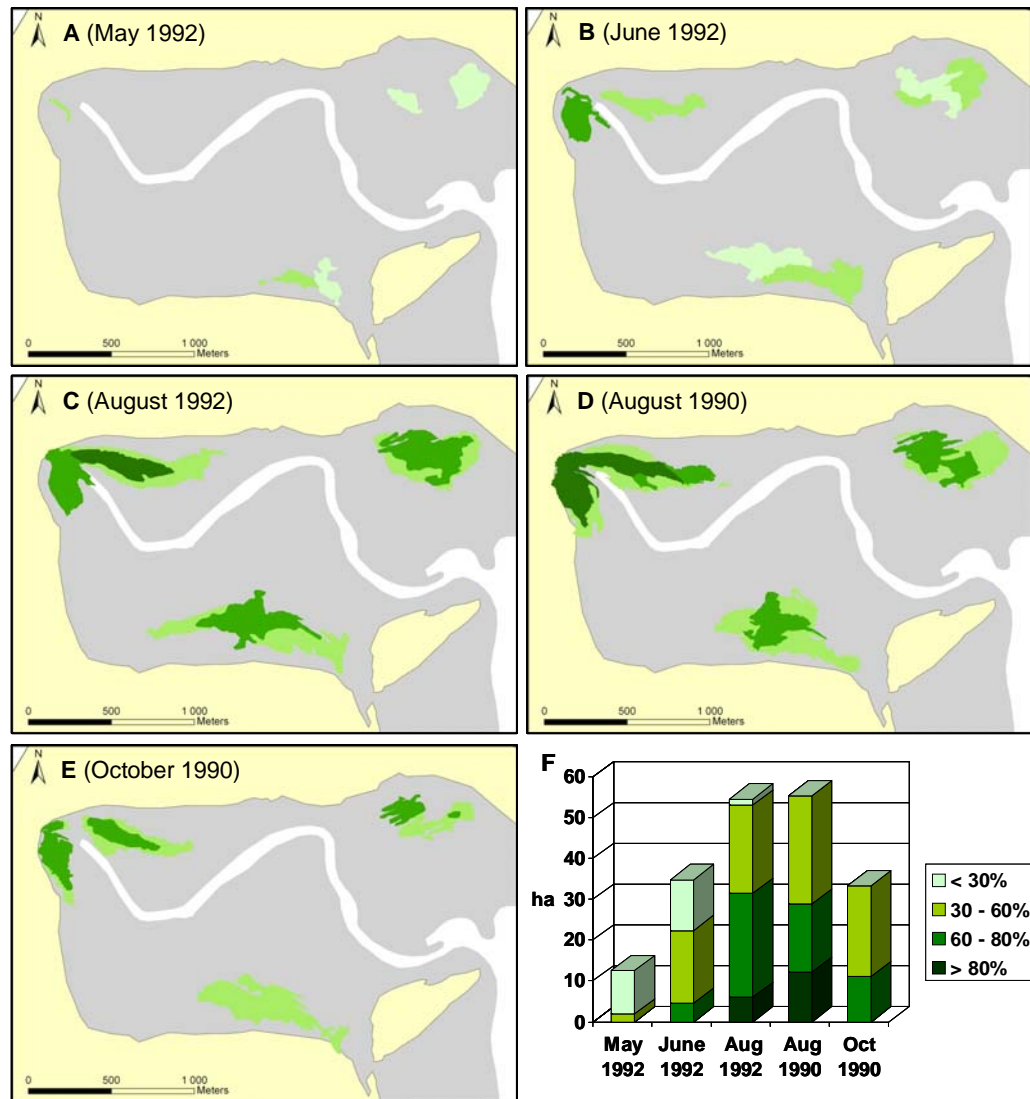 A (May 1992)
N
0 500 1 000
Meters
B (June 1992)
N
0 500 1 000
Meters
C (August 1992)
N
0 500 1 000
Meters
D (August 1990)
N
0 500 1 000
Meters
E (October 1990)
N
0 500 1 000
Meters
F
60
50
40
30
20
10
0
ha
May 1992
June 1992
Aug 1992
Aug 1990
Oct 1990
< 30%
30 - 60%
60 - 80%
> 80%